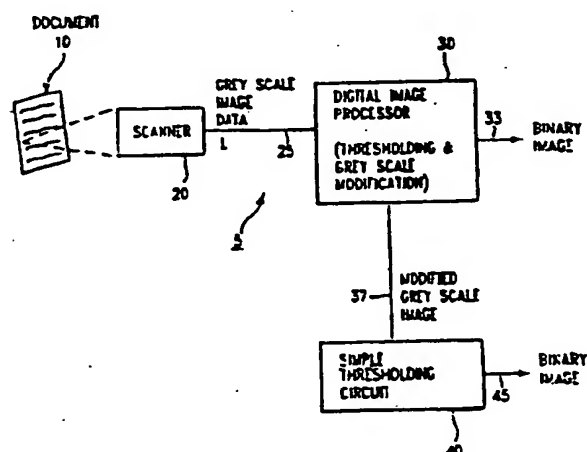 DOCUMENT
10
SCANNER
20
GREY SCALE
IMAGE
DATA
L
25
5
30
DIGITAL IMAGE
PROCESSOR
(THRESHOLDING &
GREY SCALE
MODIFICATION)
33
BINARY
IMAGE
37
MODIFIED
GREY SCALE
IMAGE
SIMPLE
THRESHOLDING
CIRCUIT
45
BINARY
IMAGE
40